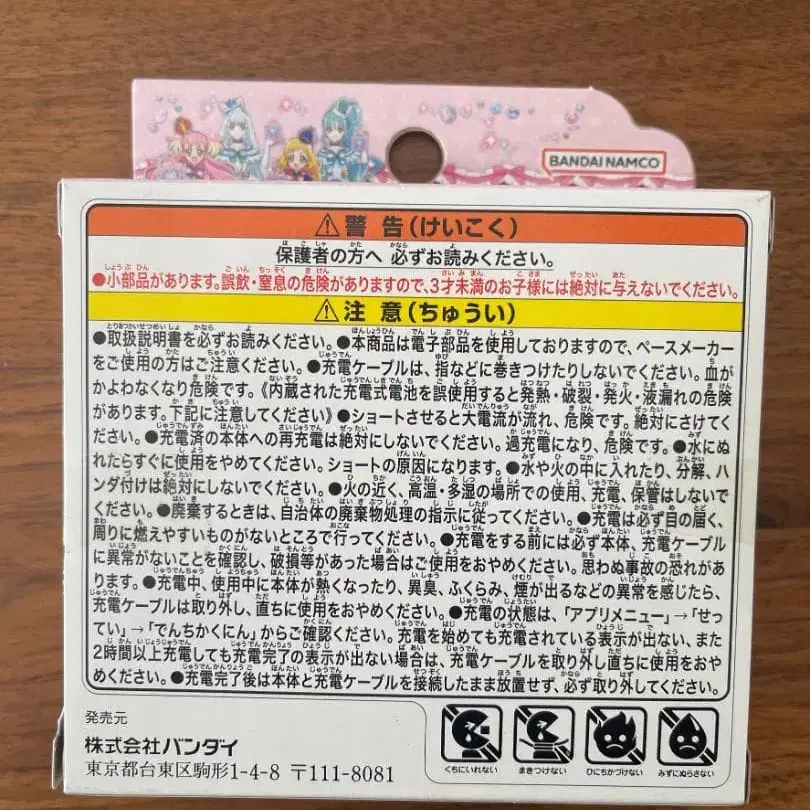 BANDAI NAMCO
⚠警告(けいこく)
保護者の方へ 必ずお読みください。
●小部品があります。誤飲・窒息の危険がありますので、3才未満のお子様には絶対に与えないでください。
⚠注意(ちゅうい)
●取扱説明書を必ずお読みください。●本商品は電子部品を使用しておりますので、ペースメーカー
をご使用の方はご注意ください。●充電ケーブルは、指などに巻きつけたりしないでください。血が
かよわなくなり危険です。《内蔵された充電式電池を誤使用すると発熱・破裂・発火・液漏れの危険
があります。下記に注意してください》●ショートさせると大電流が流れ、危険です。絶対にさけてく
ださい。●充電済の本体への再充電は絶対にしないでください。過充電になり、危険です。●水にぬ
れたらすぐに使用をやめてください。ショートの原因になります。●水や火の中に入れたり、分解、ハ
ンダ付けは絶対にしないでください。●火の近く、高温・多湿の場所での使用、充電、保管はしないで
ください。●廃棄するときは、自治体の廃棄物処理の指示に従ってください。●充電は必ず目の届く、
周りに燃えやすいものがないところで行ってください。●充電をする前には必ず本体、充電ケーブル
に異常がないことを確認し、破損等があった場合はご使用をおやめください。思わぬ事故の恐れがあ
ります。●充電中、使用中に本体が熱くなったり、異臭、ふくらみ、煙が出るなどの異常を感じたら、
充電ケーブルは取り外し、直ちに使用をおやめください。●充電の状態は、「アプリメニュー」→「せっ
てい」→「でんちかくにん」からご確認ください。充電を始めても充電されている表示が出ない、また
2時間以上充電しても充電完了の表示が出ない場合は、充電ケーブルを取り外し直ちに使用をおや
めください。●充電完了後は本体と充電ケーブルを接続したまま放置せず、必ず取り外してください。
発売元
株式会社バンダイ
東京都台東区駒形1-4-8 〒111-8081
くちにいれない
まきつけない
ひにちかづけない
みずにぬらさない